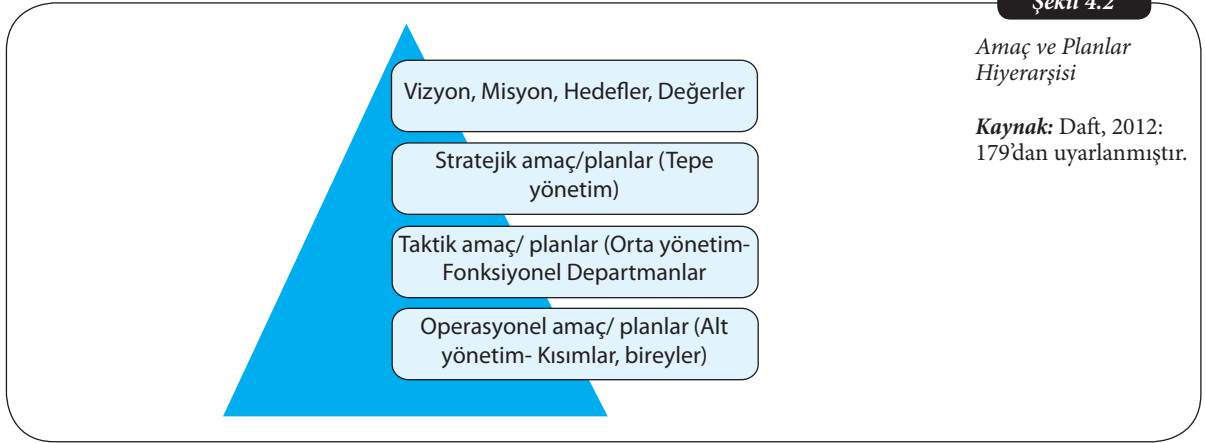 Şekil 4.2
Amaç ve Planlar
Hiyerarşisi
Kaynak: Daft, 2012:
179’dan uyarlanmıştır.
Vizyon, Misyon, Hedefler, Değerler
Stratejik amaç/planlar (Tepe
yönetim)
Taktik amaç/ planlar (Orta yönetim-
Fonksiyonel Departmanlar
Operasyonel amaç/ planlar (Alt
yönetim- Kısımlar, bireyler)